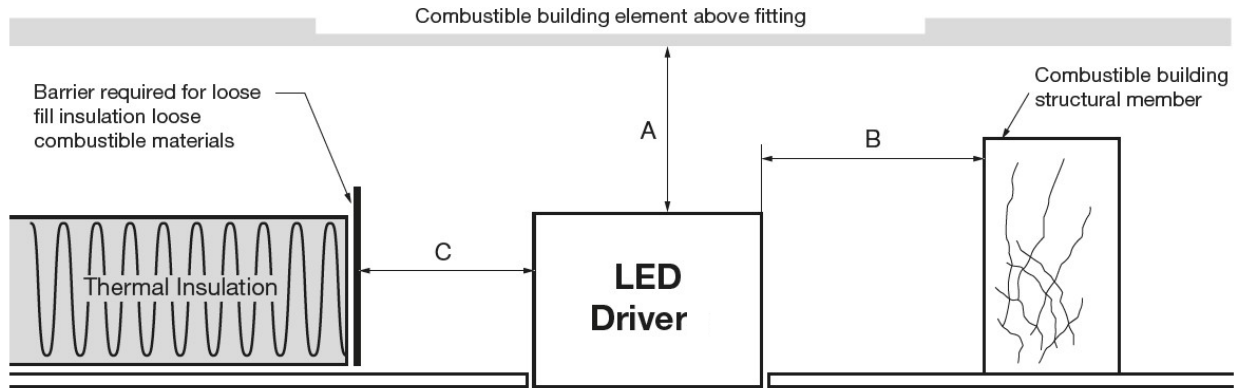 Combustible building element above fitting
Barrier required for loose
fill insulation loose
combustible materials
Combustible building
structural member
A
B
C
Thermal Insulation
LED
Driver